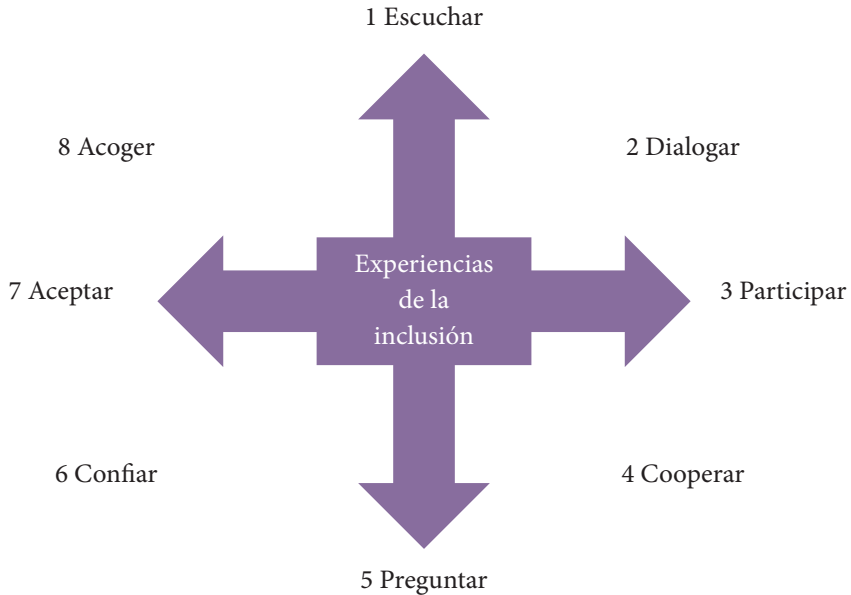 1 Escuchar
8 Acoger
2 Dialogar
Experiencias
de la
inclusión
7 Aceptar
3 Participar
6 Confiar
4 Cooperar
5 Preguntar